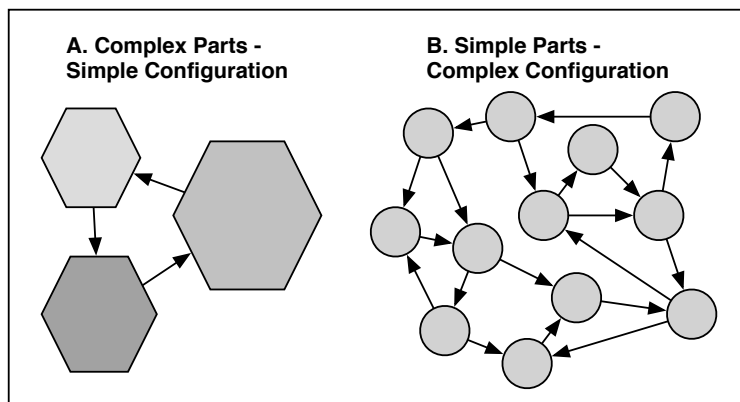 A. Complex Parts -
Simple Configuration
B. Simple Parts -
Complex Configuration